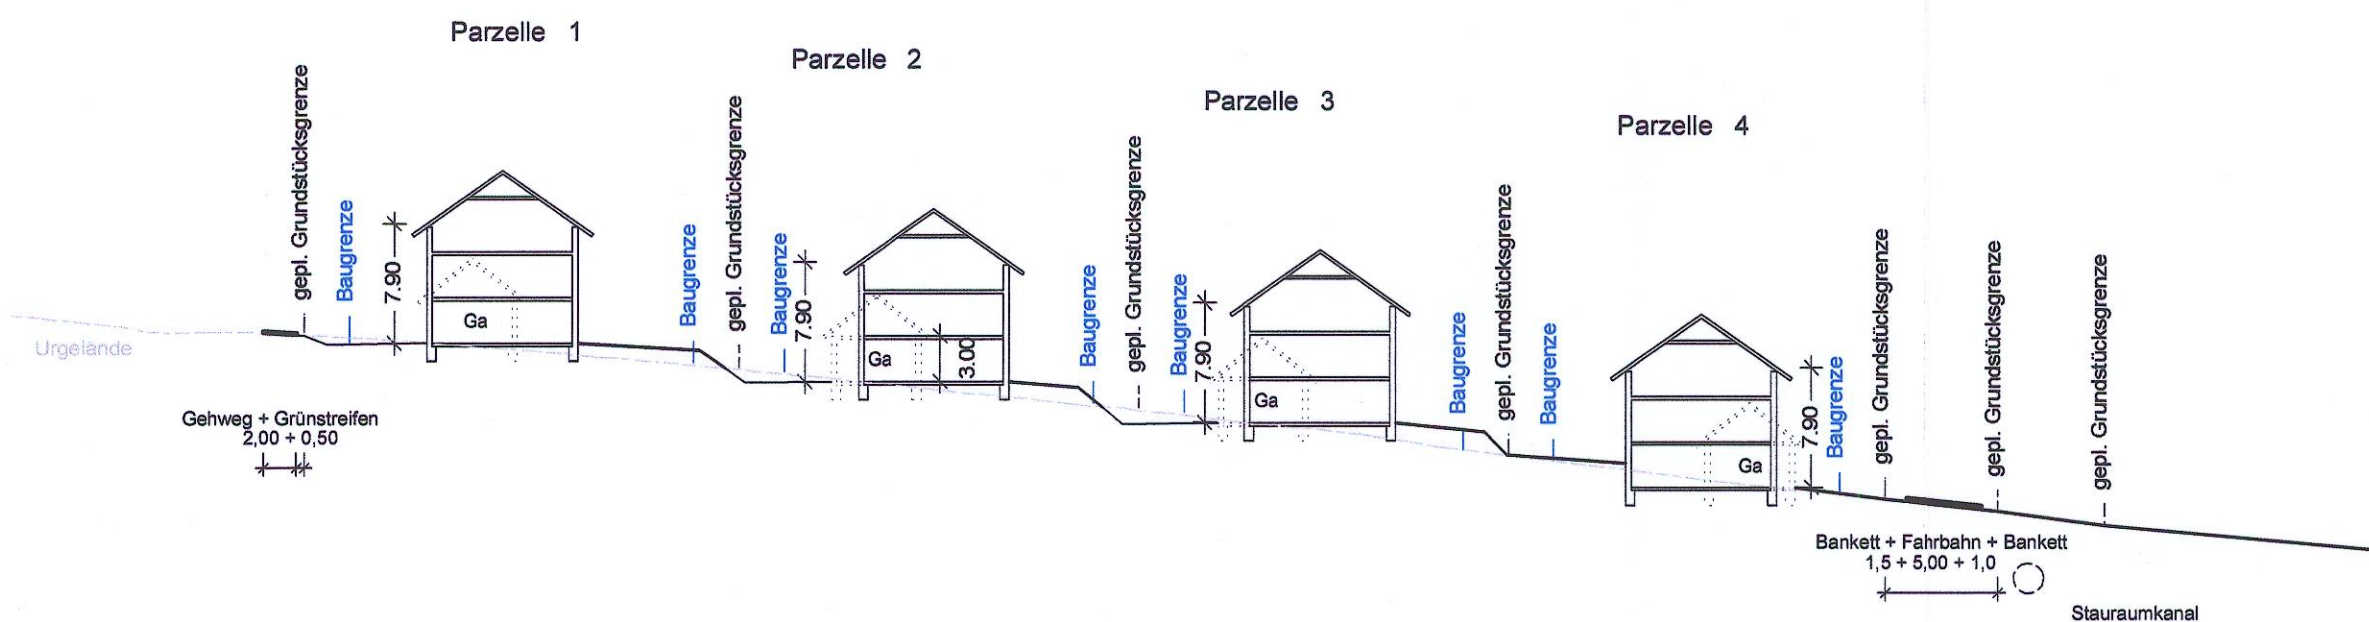 Parzelle 1
Parzelle 2
Parzelle 3
Parzelle 4
gepl. Grundstücksgrenze
Baugrenze
7.90
Ga
Baugrenze
gepl. Grundstücksgrenze
Baugrenze
7.90
Ga
3.00
Baugrenze
gepl. Grundstücksgrenze
Baugrenze
7.90
Ga
Baugrenze
gepl. Grundstücksgrenze
Baugrenze
Ga
7.90
Baugrenze
gepl. Grundstücksgrenze
gepl. Grundstücksgrenze
gepl. Grundstücksgrenze
Urgelände
Gehweg + Grünstreifen
2,00 + 0,50
Bankett + Fahrbahn + Bankett
1,5 + 5,00 + 1,0
Stauraumkanal